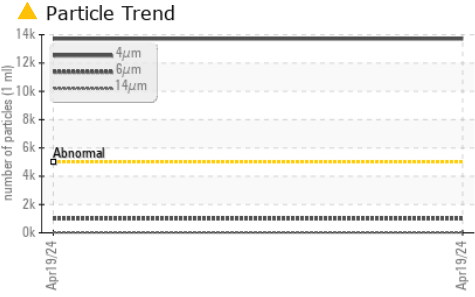 Particle Trend
14k
12k
10k
8k
6k
4k
2k
0k
number of particles (1 ml)
4µm
6µm
14µm
Abnormal
Apr19/24
Apr19/24